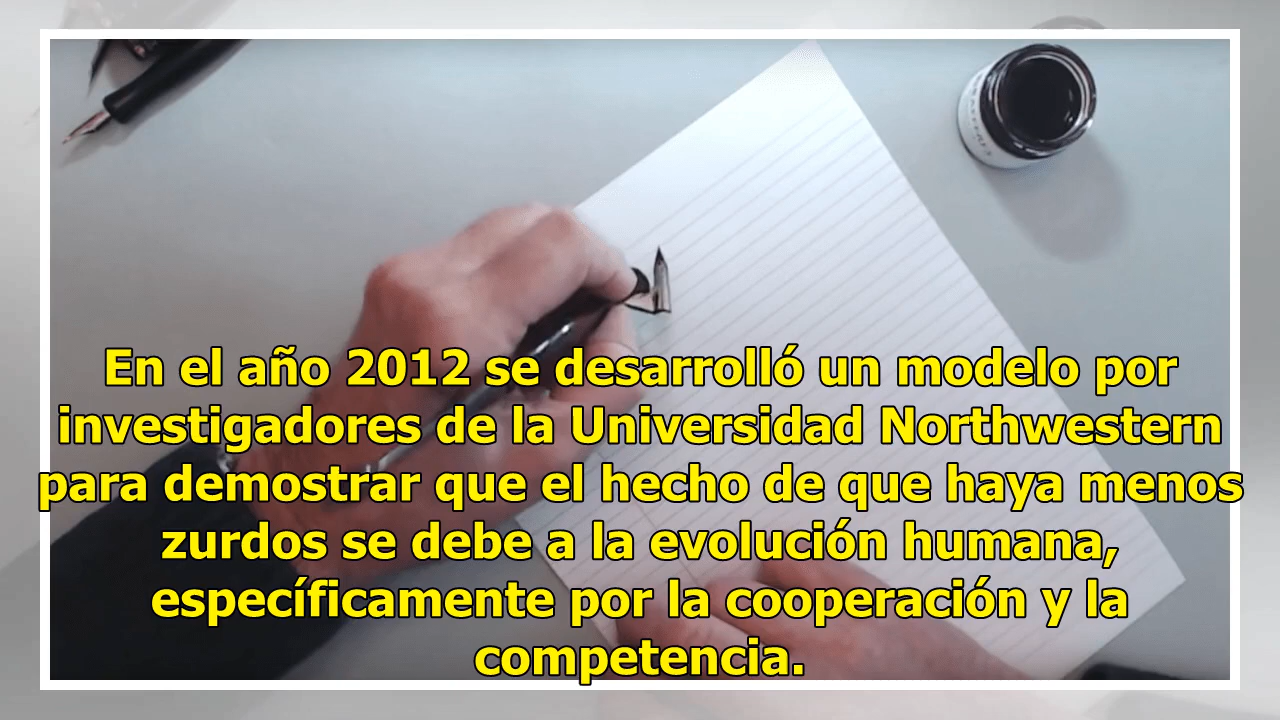 En el año 2012 se desarrolló un modelo por
investigadores de la Universidad Northwestern
para demostrar que el hecho de que haya menos
zurdos se debe a la evolución humana,
específicamente por la cooperación y la
competencia.